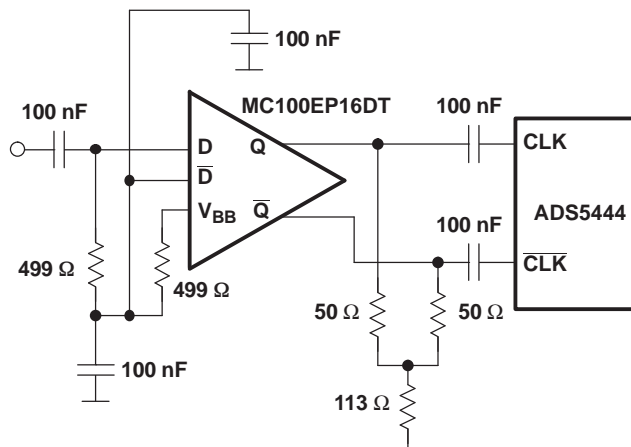 100 nF
MC100EP16DT
100 nF
100 nF
D
Q
CLK
D
VBB
Q
100 nF
ADS5444
CLK
499 Ω
499 Ω
50 Ω
50 Ω
100 nF
113 Ω